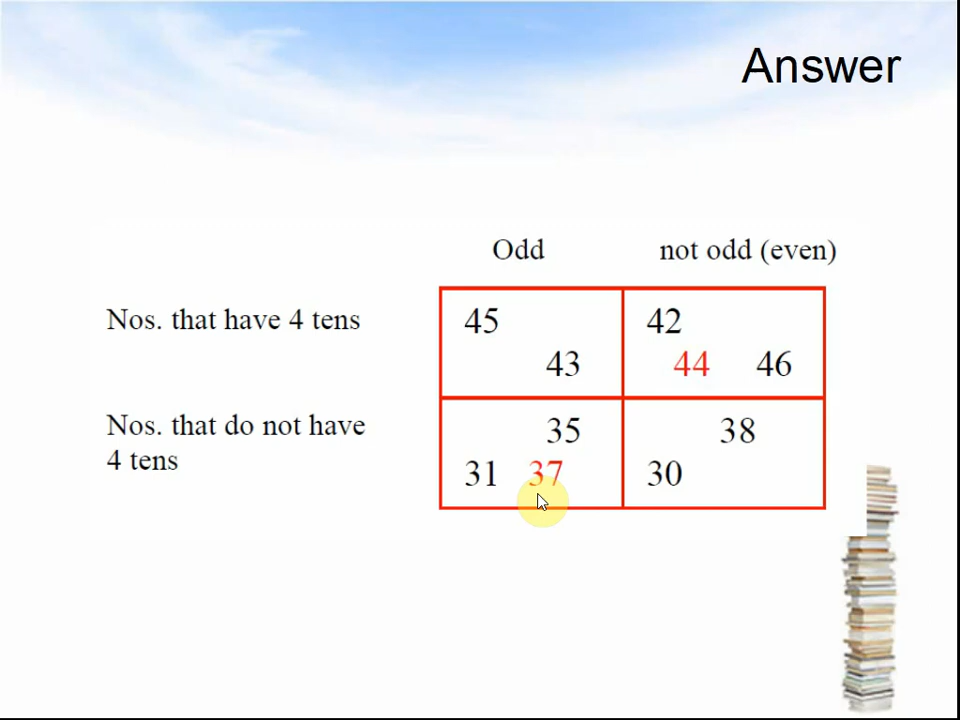 Answer
Odd not odd (even)
Nos. that have 4 tens 45 42
43 44 46
Nos. that do not have 35 38
4 tens 31 37 30